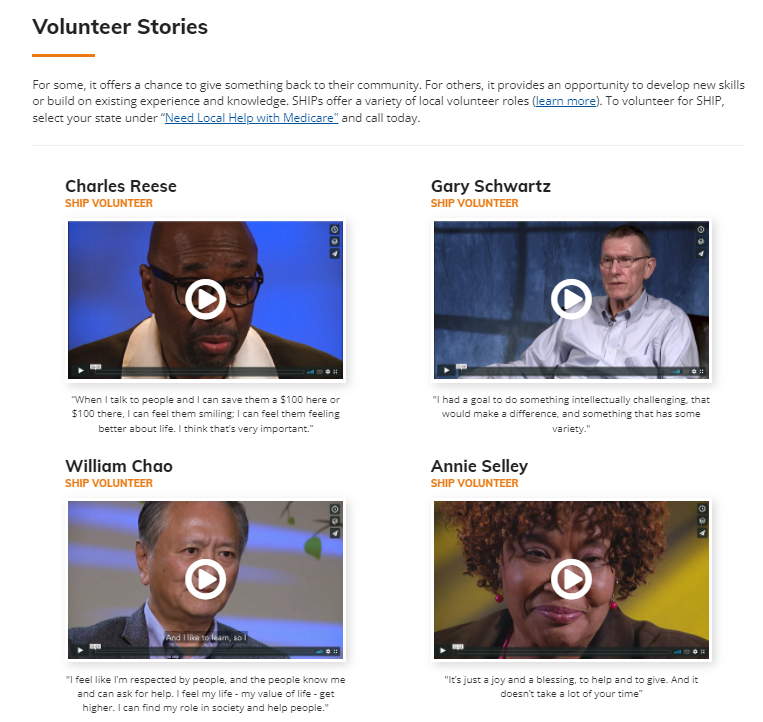 Volunteer Stories
For some, it offers a chance to give something back to their community. For others, it provides an opportunity to develop new skills
or build on existing experience and knowledge. SHIPs offer a variety of local volunteer roles (learn more). To volunteer for SHIP,
select your state under “Need Local Help with Medicare” and call today.
Charles Reese
SHIP VOLUNTEER
"When I talk to people and I can save them a $100 here or
$100 there, I can feel them smiling; I can feel them feeling
better about life. I think that's very important."
Gary Schwartz
SHIP VOLUNTEER
"I had a goal to do something intellectually challenging, that
would make a difference, and something that has some
variety."
William Chao
SHIP VOLUNTEER
And I like to learn, so I
"I feel like I'm respected by people, and the people know me
and can ask for help. I feel my life - my value of life - get
higher. I can find my role in society and help people."
Annie Selley
SHIP VOLUNTEER
"It's just a joy and a blessing, to help and to give. And it
doesn't take a lot of your time"